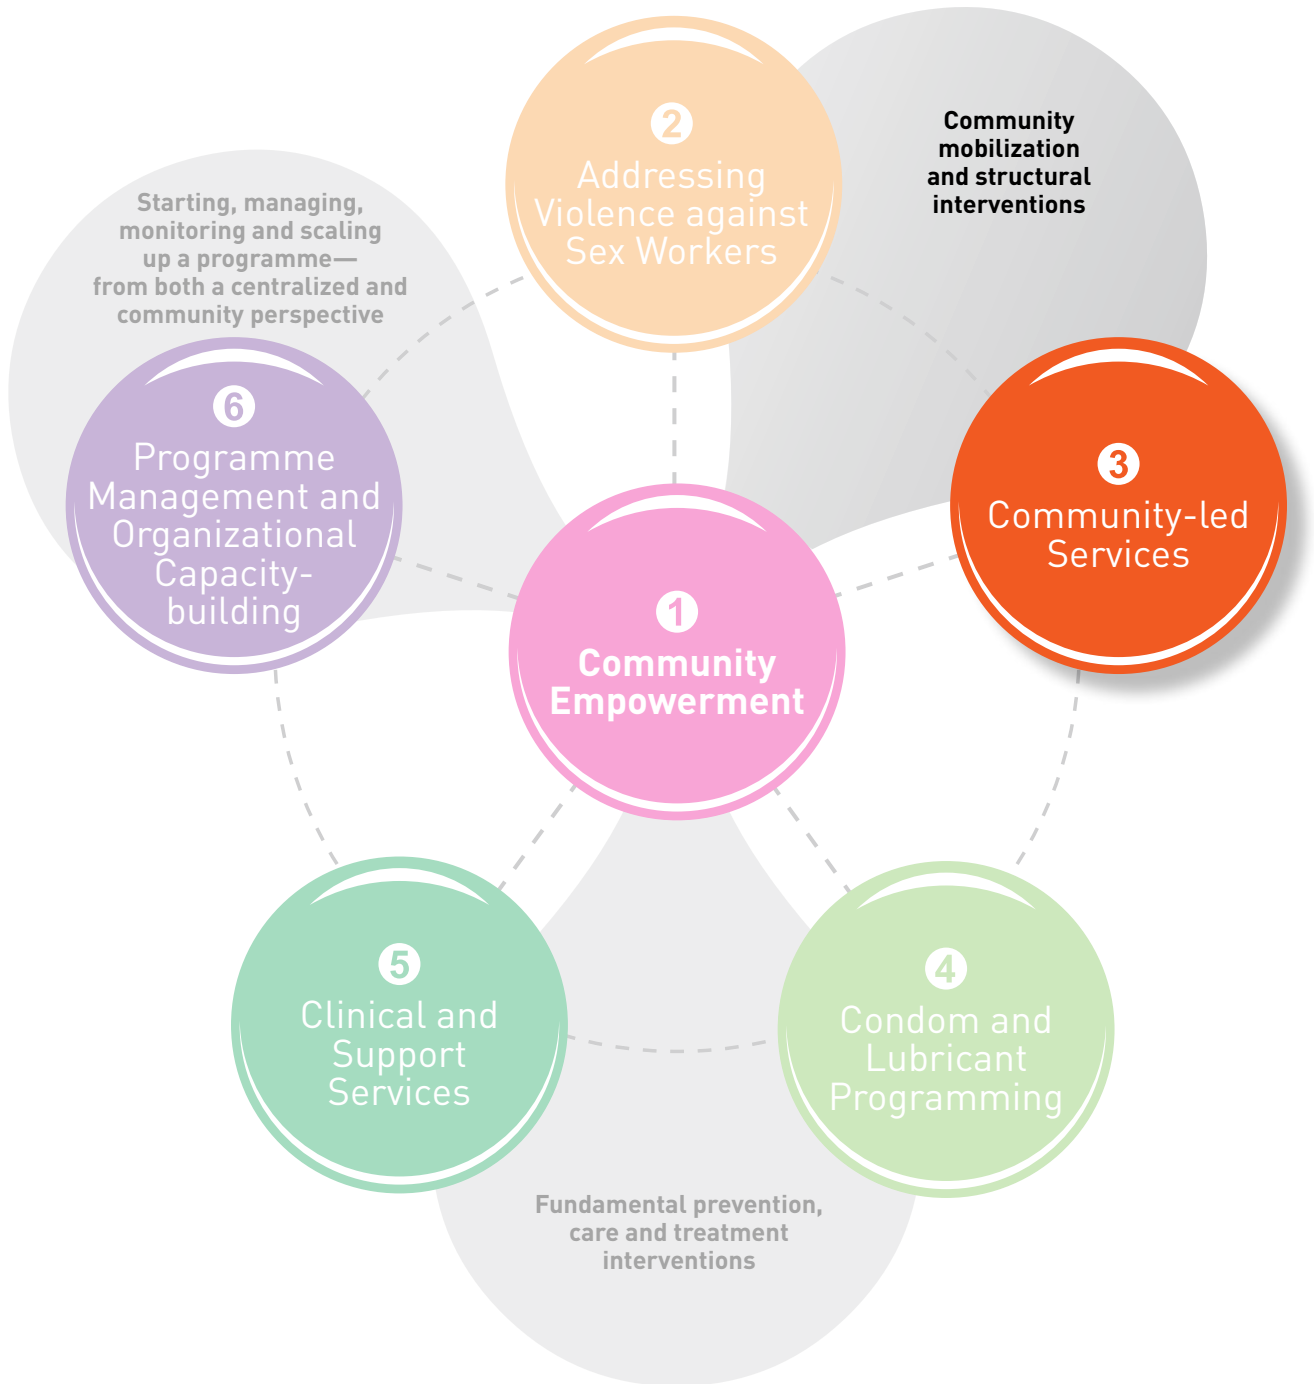 2
Addressing
Violence against
Sex Workers
Community
mobilization
and structural
interventions
Starting, managing,
monitoring and scaling
up a programme—
from both a centralized and
community perspective
6
Programme
Management and
Organizational
Capacity-
building
3
Community-led
Services
1
Community
Empowerment
5
Clinical and
Support
Services
4
Condom and
Lubricant
Programming
Fundamental prevention,
care and treatment
interventions